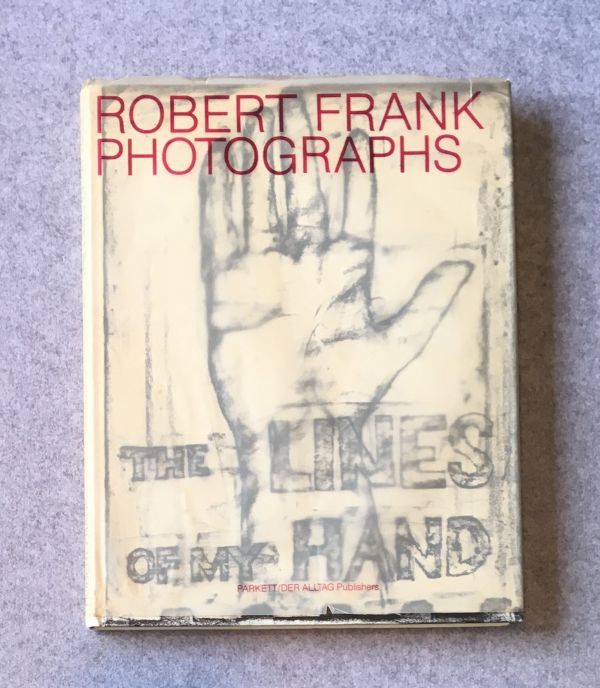 ROBERT FRANK
PHOTOGRAPHS
THE LINES
OF MY HAND
PARKETT/DER ALLTAG Publishers